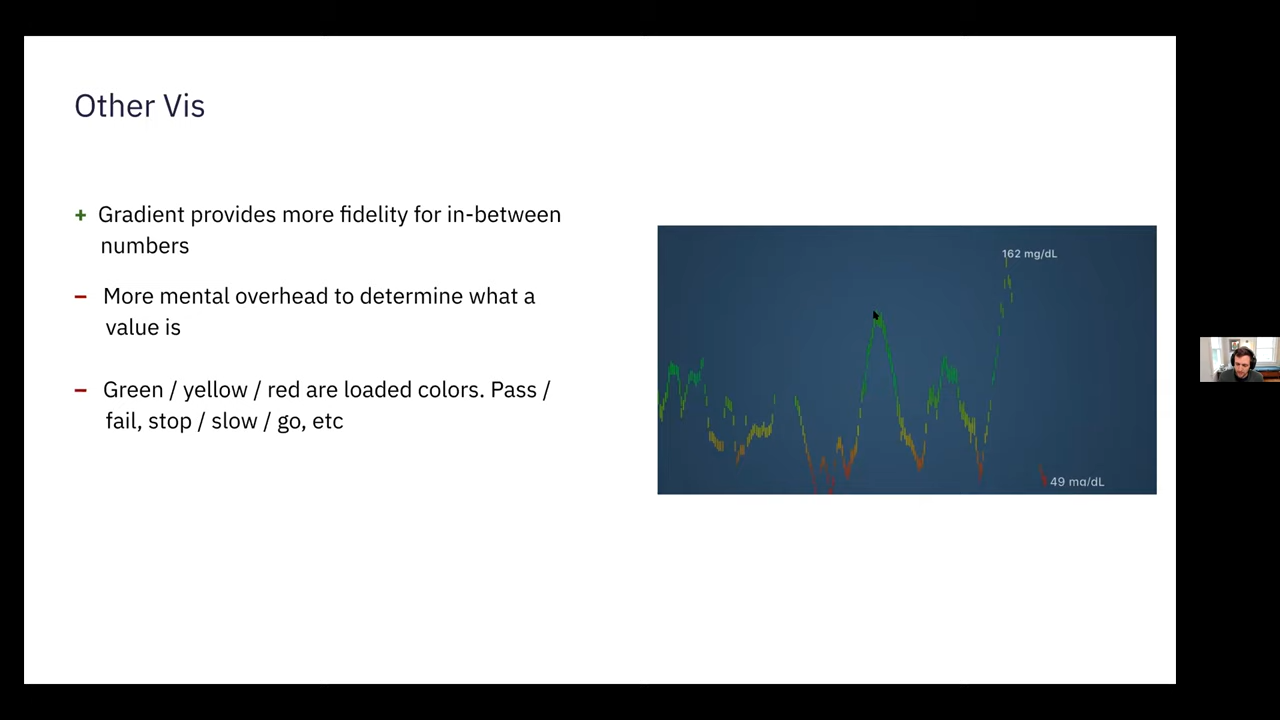 Other Vis
+ Gradient provides more fidelity for in-between
numbers
– More mental overhead to determine what a
value is
– Green / yellow / red are loaded colors. Pass /
fail, stop / slow / go, etc
162 mg/dL
49 mg/dL